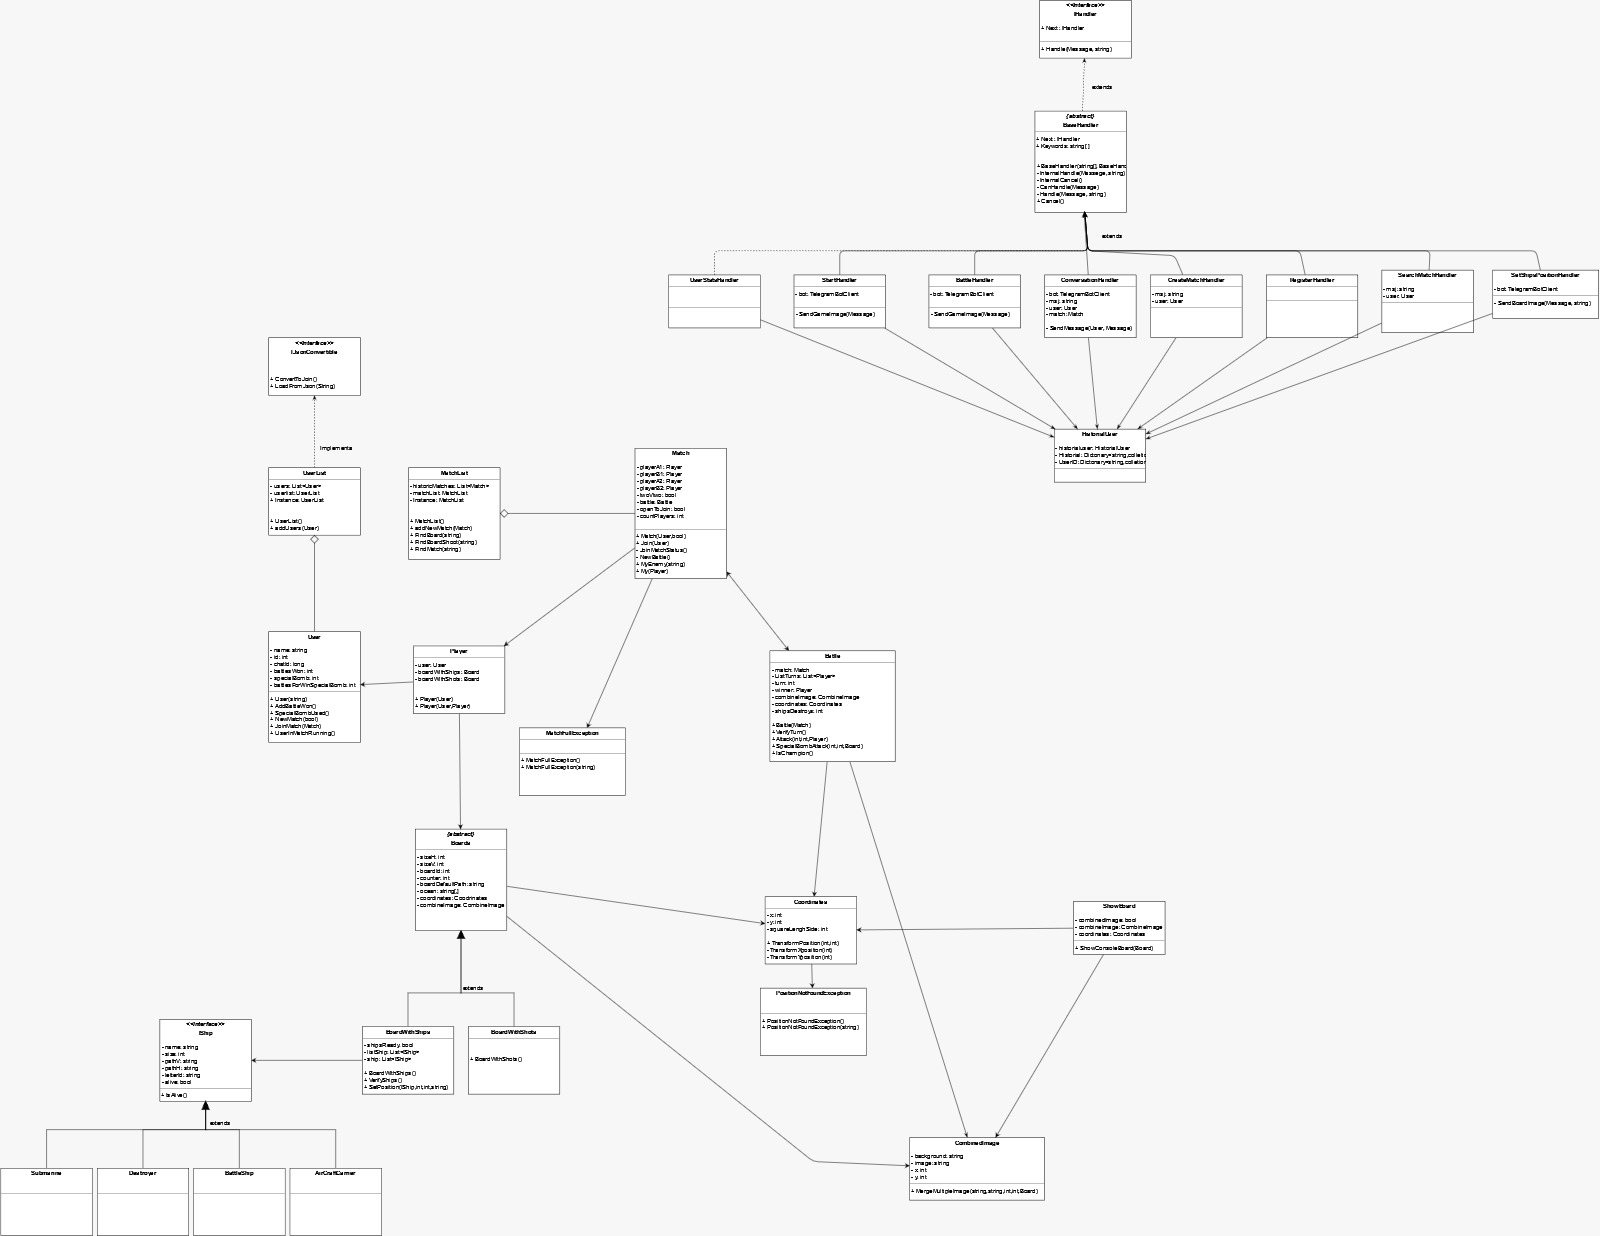 <<Interface>>
IHandler
+ Next: IHandler
+ Handle(Message, string)
extends
{abstract}
BaseHandler
+ Next: IHandler
+ Keywords: string[]
+ BaseHandler(string[], BaseHand
- InternalHandle(Message, string)
- InternalCancel()
- CanHandle(Message)
- Handle(Message, string)
+ Cancel()
extends
UserStateHandler
StartHandler
- bot: TelegramBotClient
- SendGameImage(Message)
BattleHandler
- bot: TelegramBotClient
- SendGameImage(Message)
ConversationHandler
- bot: TelegramBotClient
- msj: string
- user: User
- match: Match
- SendMessage(User, Message)
CreateMatchHandler
- msj: string
- user: User
RegisterHandler
SearchMatchHandler
- msj: string
- user: User
SetShipsPositionHandler
- bot: TelegramBotClient
- SendBoardImage(Message, string)
<<Interface>>
IJsonConvertible
+ ConvertToJson()
+ LoadFromJson(String)
implements
HistorialUser
- historialuser: HistorialUser
- Historial: Dictonary<string,colletio
- UserID: Dictonary<string,colletion
UserList
- users: List<User>
- userlist: UserList
+ Instance: UserList
+ UserList()
+ addUsers(User)
MatchList
- historicMatches: List<Match>
- matchList: MatchList
- Instance: MatchList
+ MatchList()
+ addNewMatch(Match)
+ FindBoard(string)
+ FindBoardShoot(string)
+ FindMatch(string)
Match
- playerA1: Player
- playerB1: Player
- playerA2: Player
- playerB2: Player
- twoVtwo: bool
- battle: Battle
- openToJoin: bool
- countPlayers: int
+ Match(User,bool)
+ Join(User)
- JoinMatchStatus()
- NewBattle()
+ MyEnemy(string)
+ My(Player)
User
- name: string
- id: int
- chatId: long
- battlesWon: int
- specialBomb: int
- battlesForWinSpecialBomb: int
+ User(string)
+ AddBattleWon()
+ SpecialBombUsed()
+ NewMatch(bool)
+ JoinMatch(Match)
+ UserInMatchRunning()
Player
- user: User
- boardWithShips: Board
- boardWithShots: Board
+ Player(User)
+ Player(User,Player)
Battle
- match: Match
- ListTurns: List<Player>
- turn: int
- winner: Player
- combineImage: CombineImage
- coordinates: Coordinates
- shipsDestroys: int
+ Battle(Match)
+ VerifyTurn()
+ Attack(int,int,Player)
+ SpecialBombAttack(int,int,Board)
+ IsChampion()
MatchFullException
+ MatchFullException()
+ MatchFullException(string)
{abstract}
Boards
- sizeH: int
- sizeV: int
- boardId: int
- counter: int
- boardDefaultPath: string
- ocean: string[,]
- coordinates: Coodrinates
- combineImage: CombineImage
Coordinates
- x: int
- y: int
- squareLenghSide: int
+ TransformPosition(int,int)
- TransformXposition(int)
- TransformYposition(int)
ShowBoard
- combinedImage: bool
- combineImage: CombineImage
- coordinates: Coordinates
+ ShowConsoleBoard(Board)
extends
PositionNotFoundException
+ PositionNotFoundException()
+ PositionNotFoundException(string)
<<Interface>>
IShip
- name: string
- size: int
- pathV: string
- pathH: string
- letterId: string
- alive: bool
+ IsAlive()
BoardWithShips
- shipsReady: bool
- listShip: List<IShip>
- ship: List<IShip>
+ BoardWithShips()
+ VerifyShips()
+ SetPosition(IShip,int,int,string)
BoardWithShots
+ BoardWithShots()
extends
Submarine
Destroyer
BattleShip
AirCraftCarrier
CombinedImage
- background: string
- image: string
- x: int
- y: int
+ MergeMultipleImage(string,string,int,int,Board)